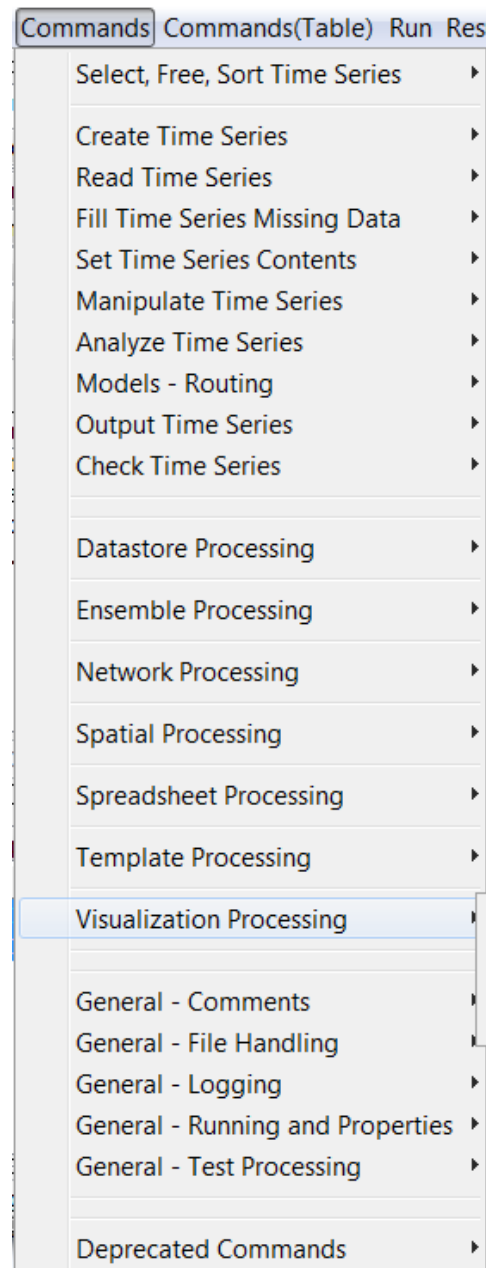 Commands Commands(Table) Run Res
Select, Free, Sort Time Series
Create Time Series
Read Time Series
Fill Time Series Missing Data
Set Time Series Contents
Manipulate Time Series
Analyze Time Series
Models - Routing
Output Time Series
Check Time Series
Datastore Processing
Ensemble Processing
Network Processing
Spatial Processing
Spreadsheet Processing
Template Processing
Visualization Processing
General - Comments
General - File Handling
General - Logging
General - Running and Properties
General - Test Processing
Deprecated Commands